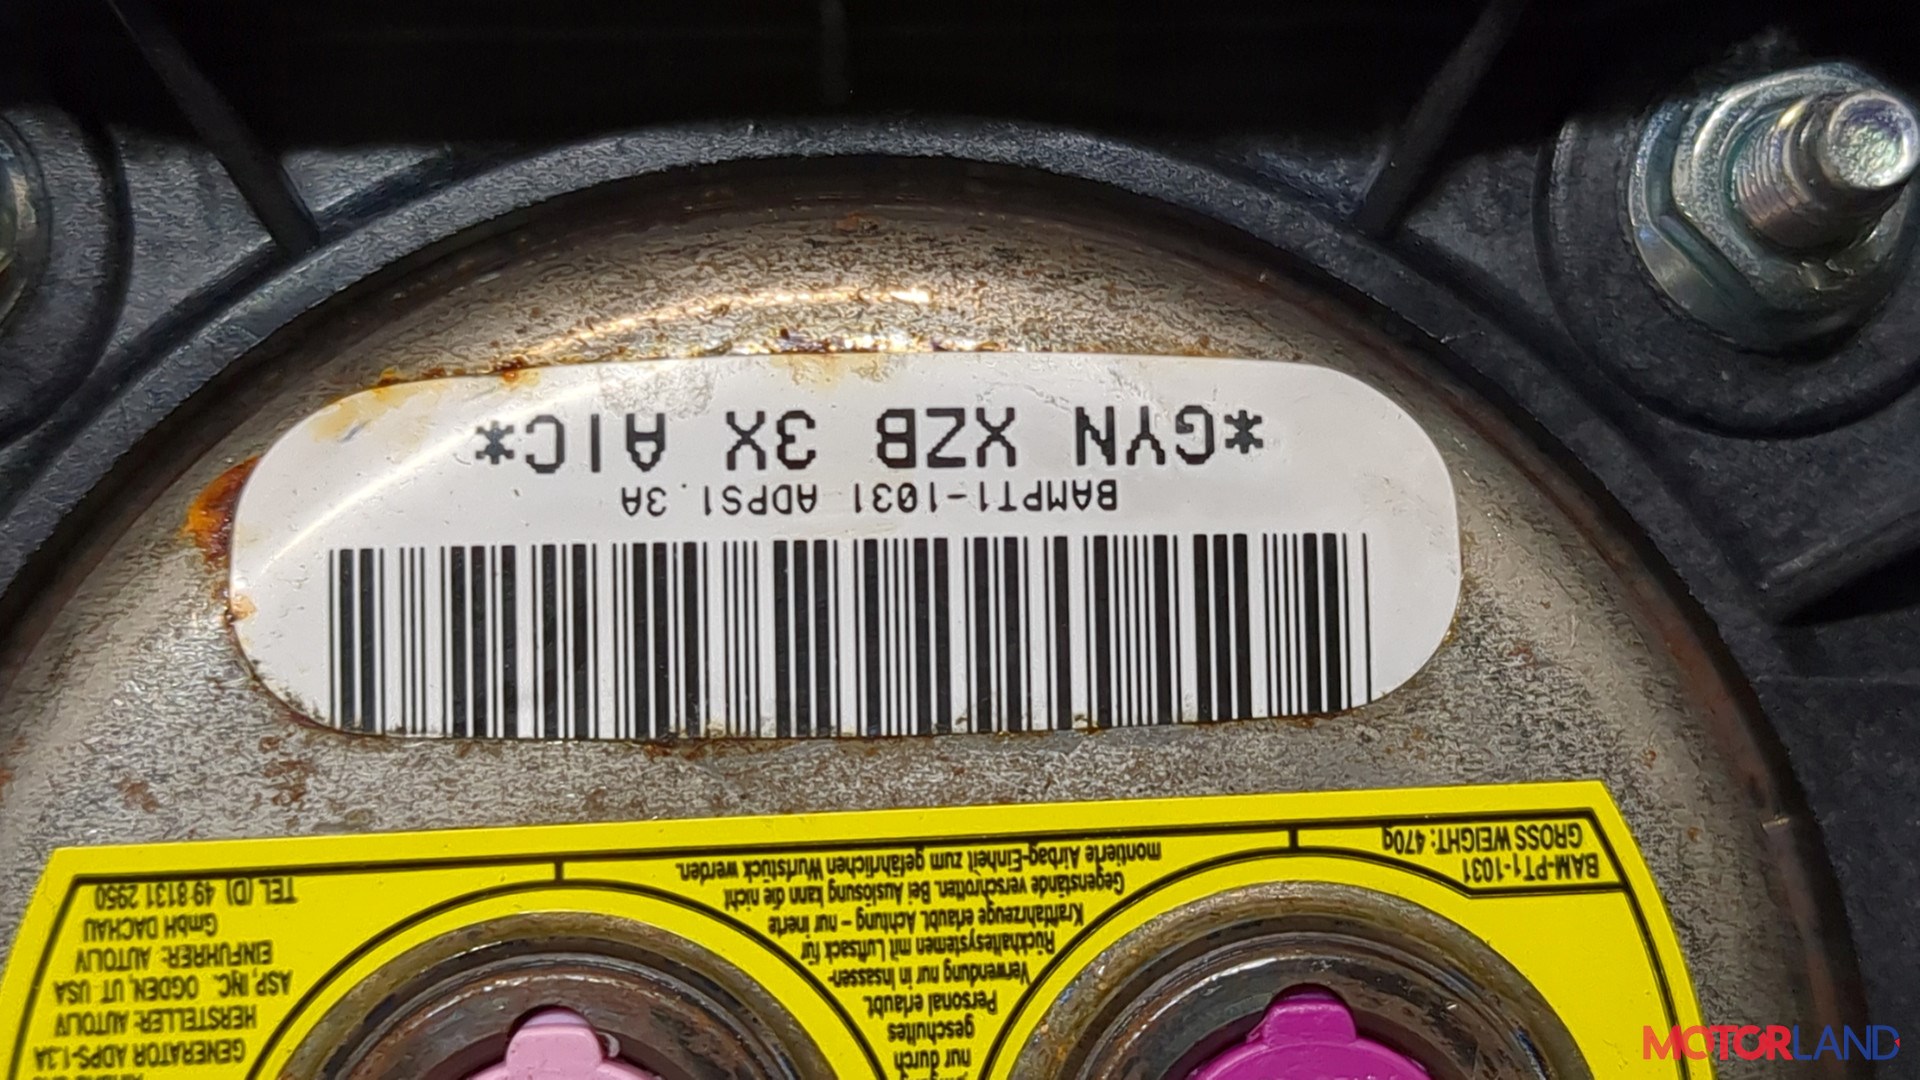 BAM-PT1-1031
GROSS WEIGHT: 470g
nur durch
geschultes
Personal erlaubt.
Verwendung nur in Insassen-
Rückhaltesystemen mit Luftsack für
Kraftfahrzeuge erlaubt. Achtung – nur inerte
Gegenstände verschrotten. Bei Auslösung kann die nicht
montierte Airbag-Einheit zum gefährlichen Wurfstück werden.
GENERATOR ADPS-1.3A
HERSTELLER: AUTOLIV
ASP, INC. OGDEN, UT USA
EINFÜHRER: AUTOLIV
GmbH DACHAU
TEL (D) 49 8131 2950
BAMPT1-1031 ADPS1.3A
*GYN XZB 3X A1C*
MOTORLAND